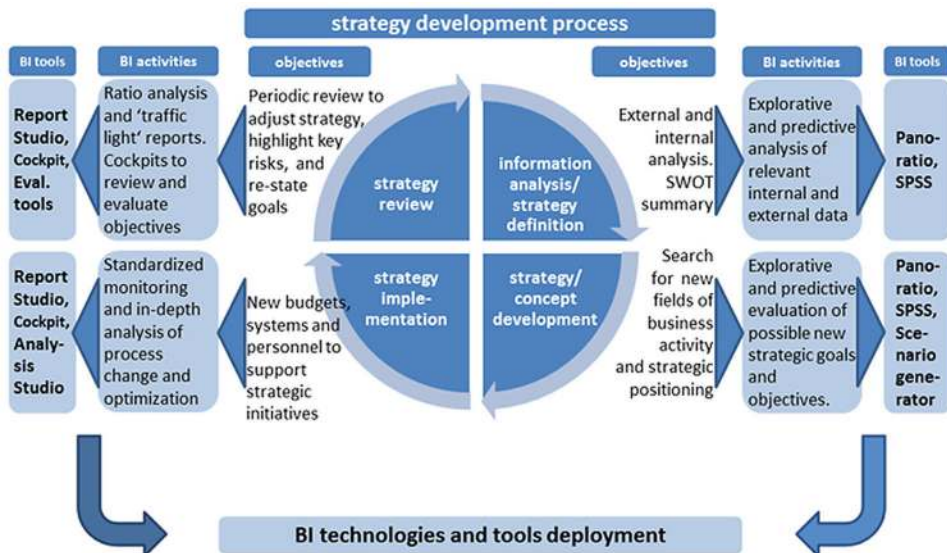 strategy development process
BI tools
BI activities
objectives
objectives
BI activities
BI tools
Report
Studio,
Cockpit,
Eval.
tools
Ratio analysis
and ‘traffic
light‘ reports.
Cockpits to
review and
evaluate
objectives
Periodic review to
adjust strategy,
highlight key
risks, and
re-state
goals
strategy
review
information
analysis/
strategy
definition
External and
internal
analysis.
SWOT
summary
Explorative
and predictive
analysis of
relevant
internal and
external data
Pano-
ratio,
SPSS
Report
Studio,
Cockpit,
Analy-
sis
Studio
Standardized
monitoring
and in-depth
analysis of
process
change and
optimization
New budgets,
systems and
personnel to
support
strategic
initiatives
strategy
imple-
mentation
strategy/
concept
development
Search
for new
fields of
business
activity
and strategic
positioning
Explorative
and predictive
evaluation of
possible new
strategic goals
and
objectives.
Pano-
ratio,
SPSS,
Sce-
nario
gene-
rator
BI technologies and tools deployment